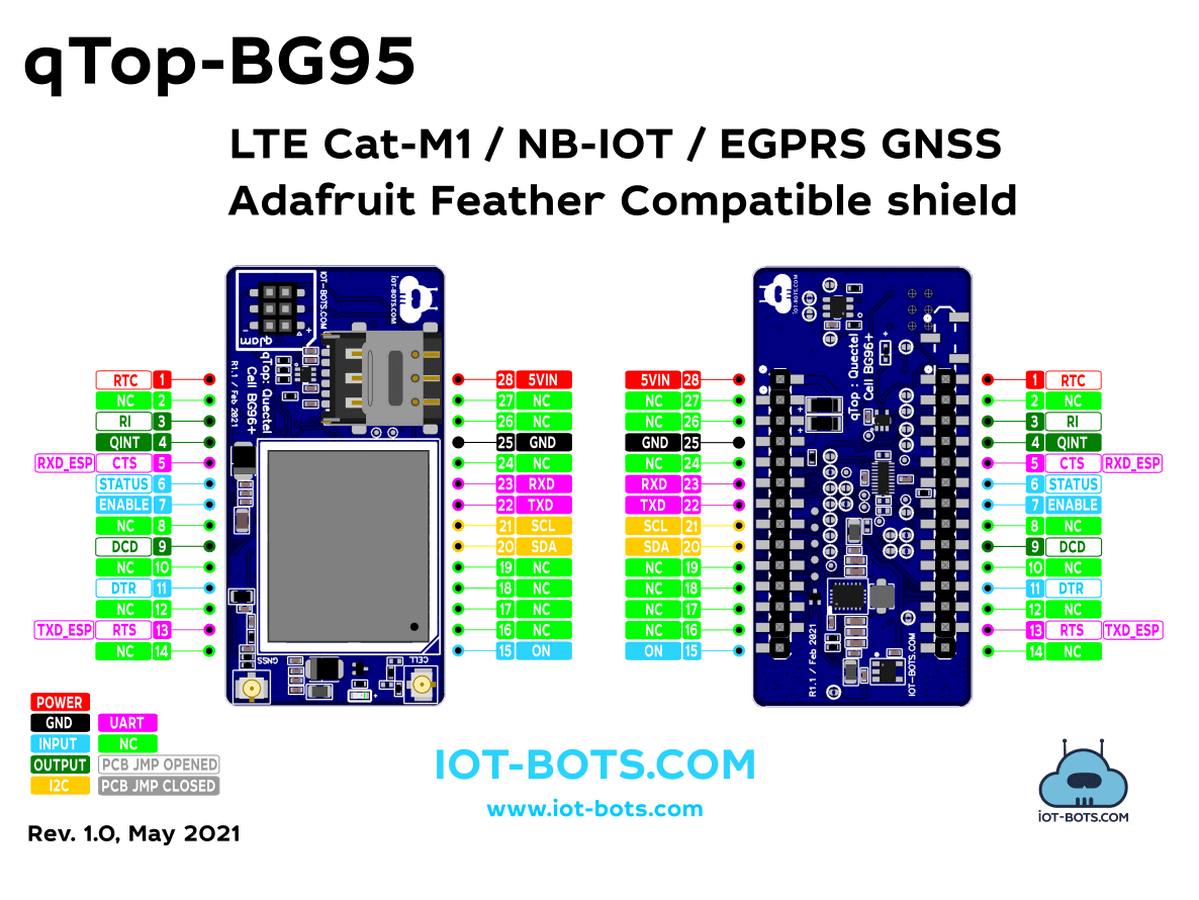 qTop-BG95
LTE Cat-M1 / NB-IOT / EGPRS GNSS
Adafruit Feather Compatible shield
IOT-BOTS.COM
iOT-BOTS.COM
qTop: Quectel
Cell BG96+
R1.1 / Feb 2021
GNSS
CELL
iOT-BOTS.COM
qTop : Quectel
Cell BG96+
R1.1 / Feb 2021
IOT-BOTS.COM
RTC 1
NC 2
RI 3
QINT 4
RXD_ESP CTS 5
STATUS 6
ENABLE 7
NC 8
DCD 9
NC 10
DTR 11
NC 12
TXD_ESP RTS 13
NC 14
28 5VIN
27 NC
26 NC
25 GND
24 NC
23 RXD
22 TXD
21 SCL
20 SDA
19 NC
18 NC
17 NC
16 NC
15 ON
5VIN 28
NC 27
NC 26
GND 25
NC 24
RXD 23
TXD 22
SCL 21
SDA 20
NC 19
NC 18
NC 17
NC 16
ON 15
1 RTC
2 NC
3 RI
4 QINT
5 CTS RXD_ESP
6 STATUS
7 ENABLE
8 NC
9 DCD
10 NC
11 DTR
12 NC
13 RTS TXD_ESP
14 NC
POWER
GND UART
INPUT NC
OUTPUT PCB JMP OPENED
I2C PCB JMP CLOSED
Rev. 1.0, May 2021
IOT-BOTS.COM
www.iot-bots.com
iOT-BOTS.COM